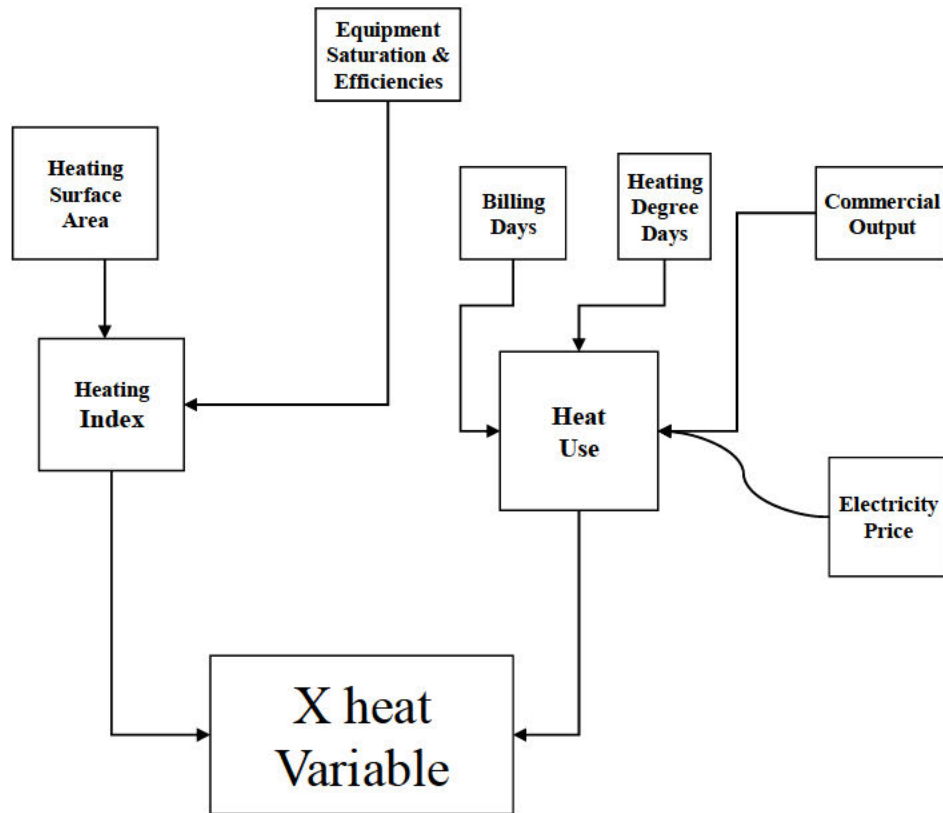 Equipment
Saturation &
Efficiencies
Heating
Surface
Area
Billing
Days
Heating
Degree
Days
Commercial
Output
Heating
Index
Heat
Use
Electricity
Price
X heat
Variable